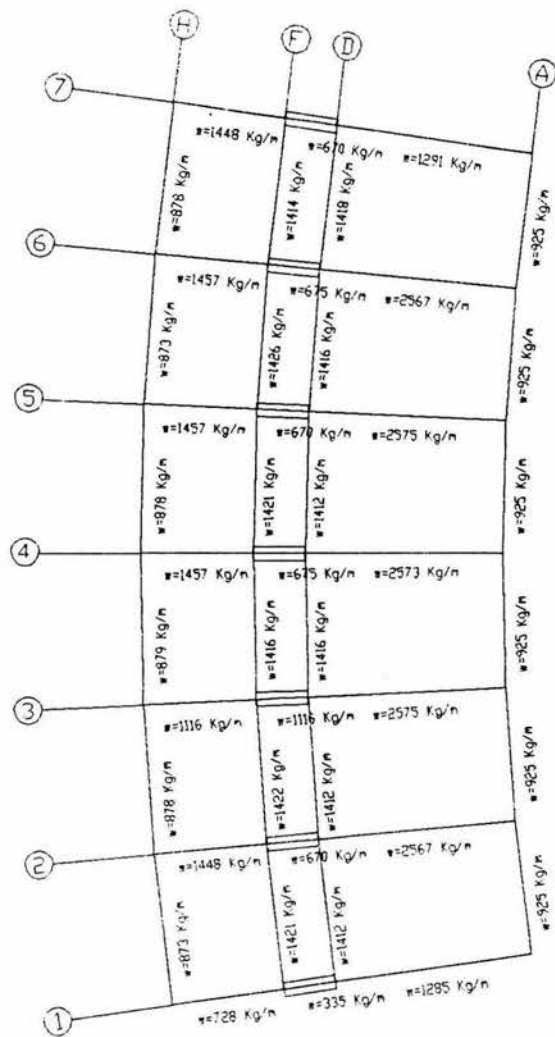 H
F
D
A
7
w=1448 Kg/m
w=670 Kg/m
w=1291 Kg/m
w=878 Kg/m
w=1414 Kg/m
w=1418 Kg/m
w=925 Kg/m
6
w=1457 Kg/m
w=675 Kg/m
w=2567 Kg/m
w=873 Kg/m
w=1426 Kg/m
w=1416 Kg/m
w=925 Kg/m
5
w=1457 Kg/m
w=670 Kg/m
w=2575 Kg/m
w=878 Kg/m
w=1421 Kg/m
w=1412 Kg/m
w=925 Kg/m
4
w=1457 Kg/m
w=675 Kg/m
w=2573 Kg/m
w=879 Kg/m
w=1416 Kg/m
w=1416 Kg/m
w=925 Kg/m
3
w=1116 Kg/m
w=1116 Kg/m
w=2575 Kg/m
w=878 Kg/m
w=1422 Kg/m
w=1412 Kg/m
w=925 Kg/m
2
w=1448 Kg/m
w=670 Kg/m
w=2567 Kg/m
w=873 Kg/m
w=1421 Kg/m
w=1412 Kg/m
w=925 Kg/m
1
w=728 Kg/m
w=335 Kg/m
w=1285 Kg/m